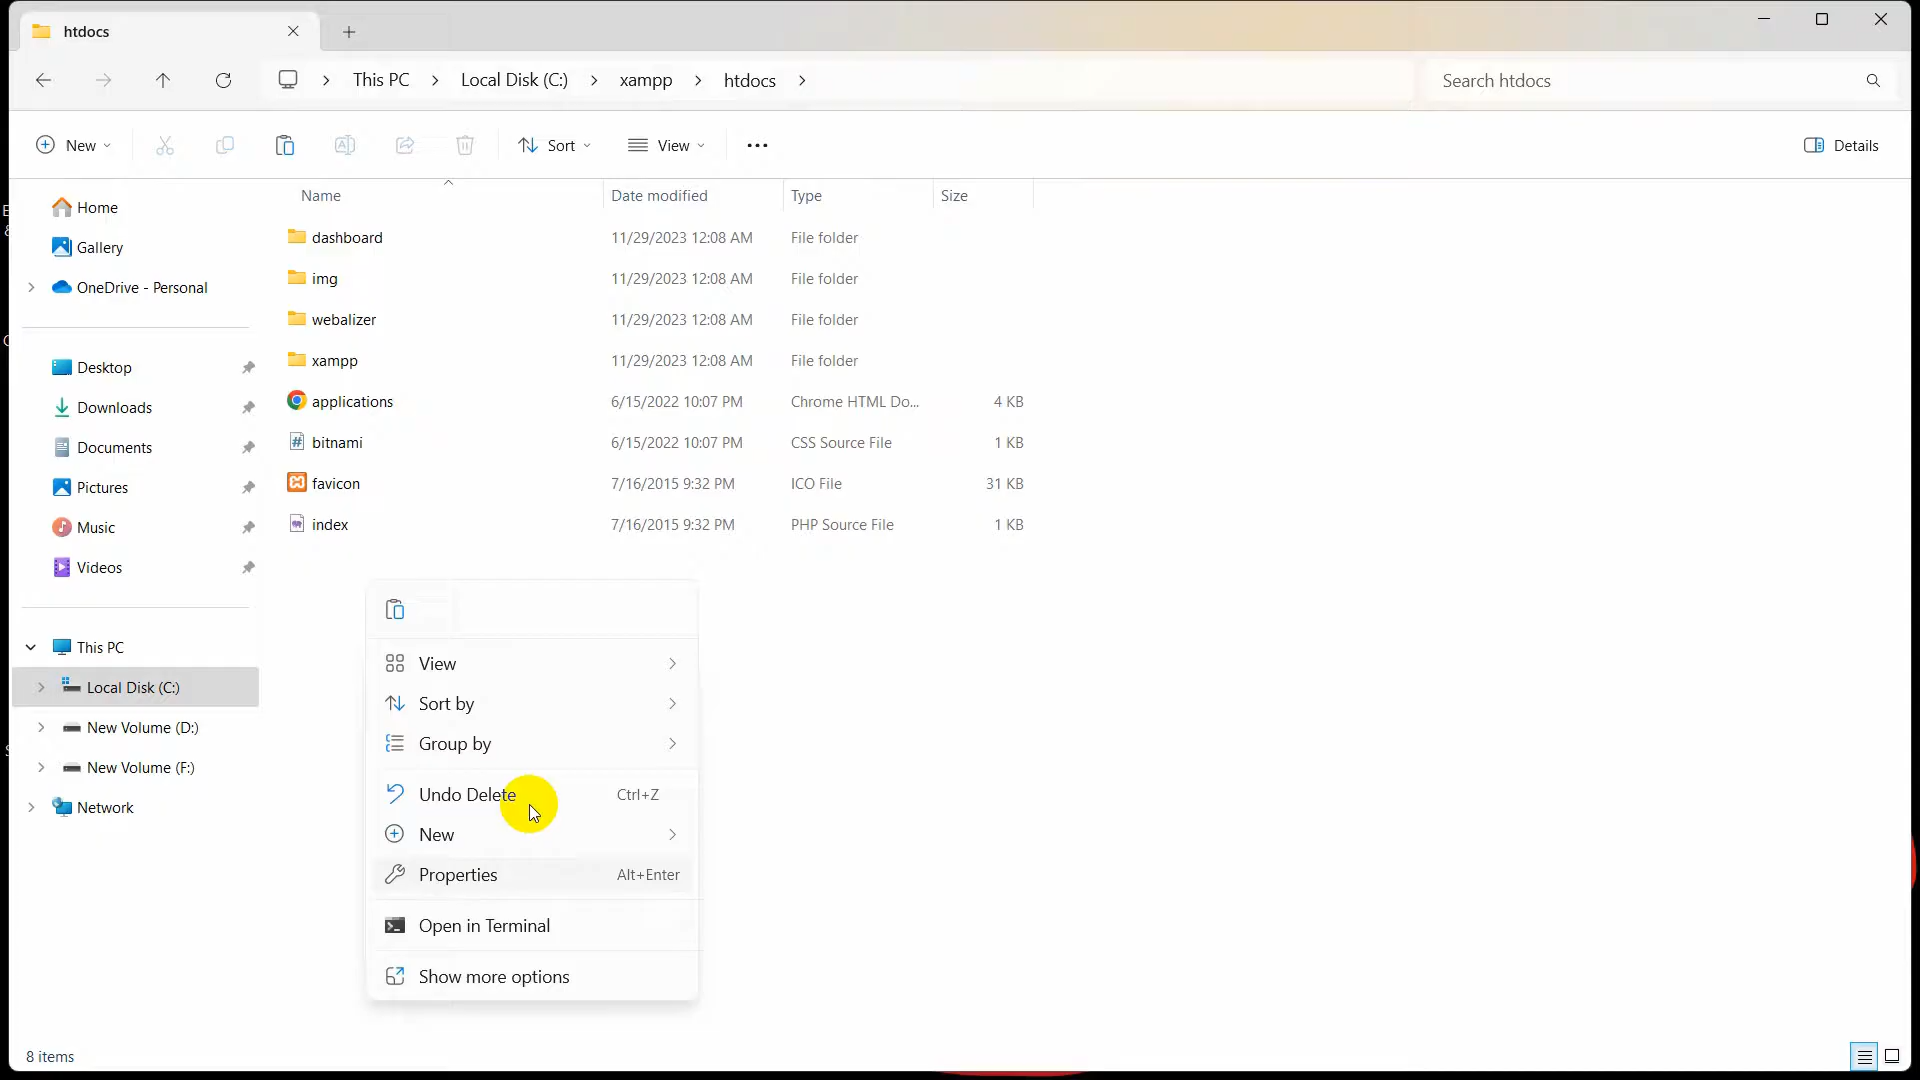 htdocs
This PC
Local Disk (C:)
xampp
htdocs
Search htdocs
New
Sort
View
Details
Name
Date modified
Type
Size
Home
Gallery
OneDrive - Personal
Desktop
Downloads
Documents
Pictures
Music
Videos
This PC
Local Disk (C:)
New Volume (D:)
New Volume (F:)
Network
dashboard 11/29/2023 12:08 AM File folder
img 11/29/2023 12:08 AM File folder
webalizer 11/29/2023 12:08 AM File folder
xampp 11/29/2023 12:08 AM File folder
applications 6/15/2022 10:07 PM Chrome HTML Do... 4 KB
bitnami 6/15/2022 10:07 PM CSS Source File 1 KB
favicon 7/16/2015 9:32 PM ICO File 31 KB
index 7/16/2015 9:32 PM PHP Source File 1 KB
View
Sort by
Group by
Undo Delete Ctrl+Z
New
Properties Alt+Enter
Open in Terminal
Show more options
8 items